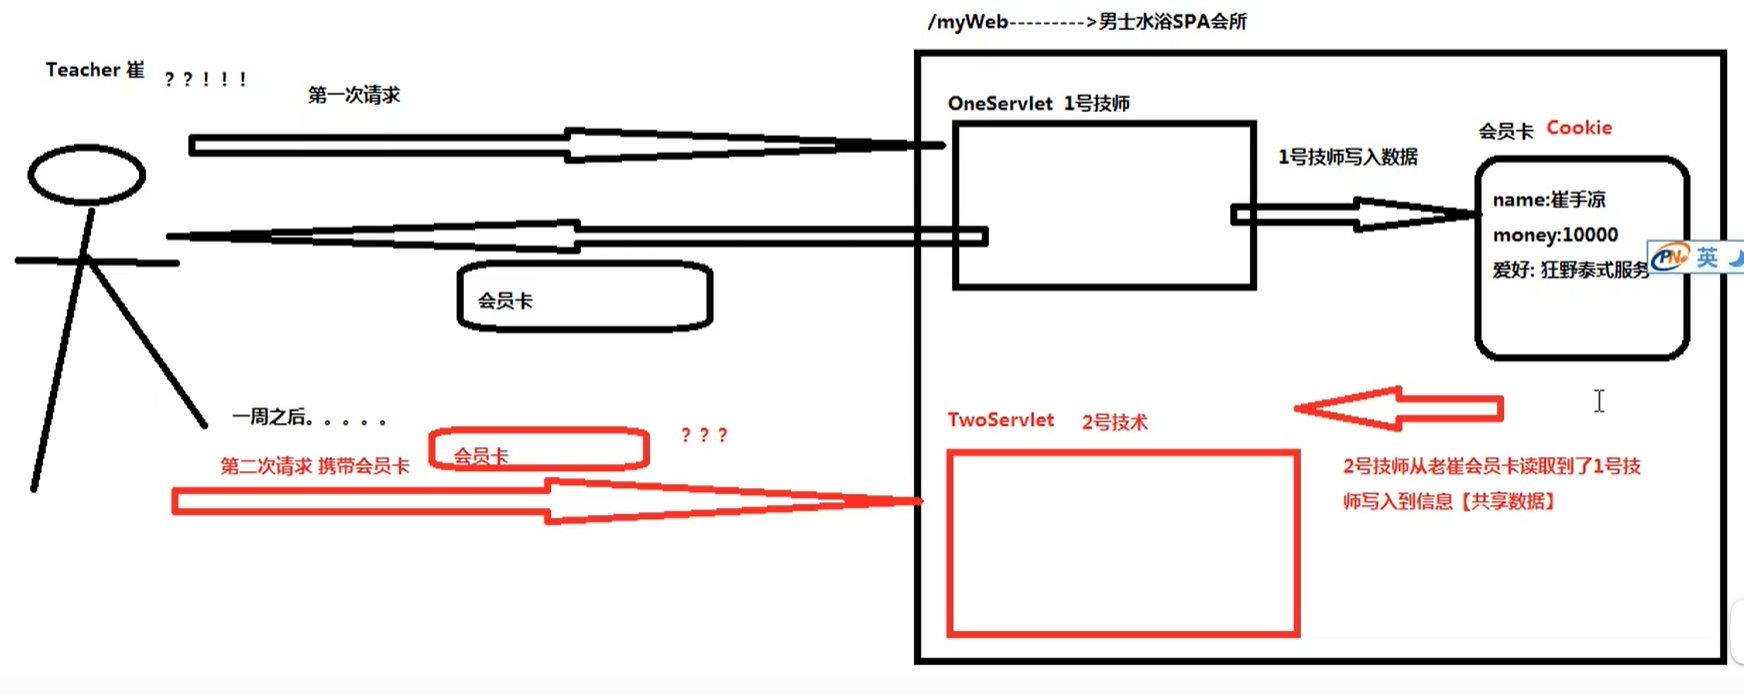 /myWeb--------->男士水浴SPA会所
Teacher 崔
??!!!
第一次请求
OneServlet 1号技师
会员卡 Cookie
1号技师写入数据
name:崔手凉
money:10000
爱好: 狂野泰式服务
PN 英
会员卡
一周之后。。。。。
第二次请求 携带会员卡
会员卡
???
TwoServlet 2号技术
2号技师从老崔会员卡读取到了1号技
师写入到信息【共享数据】